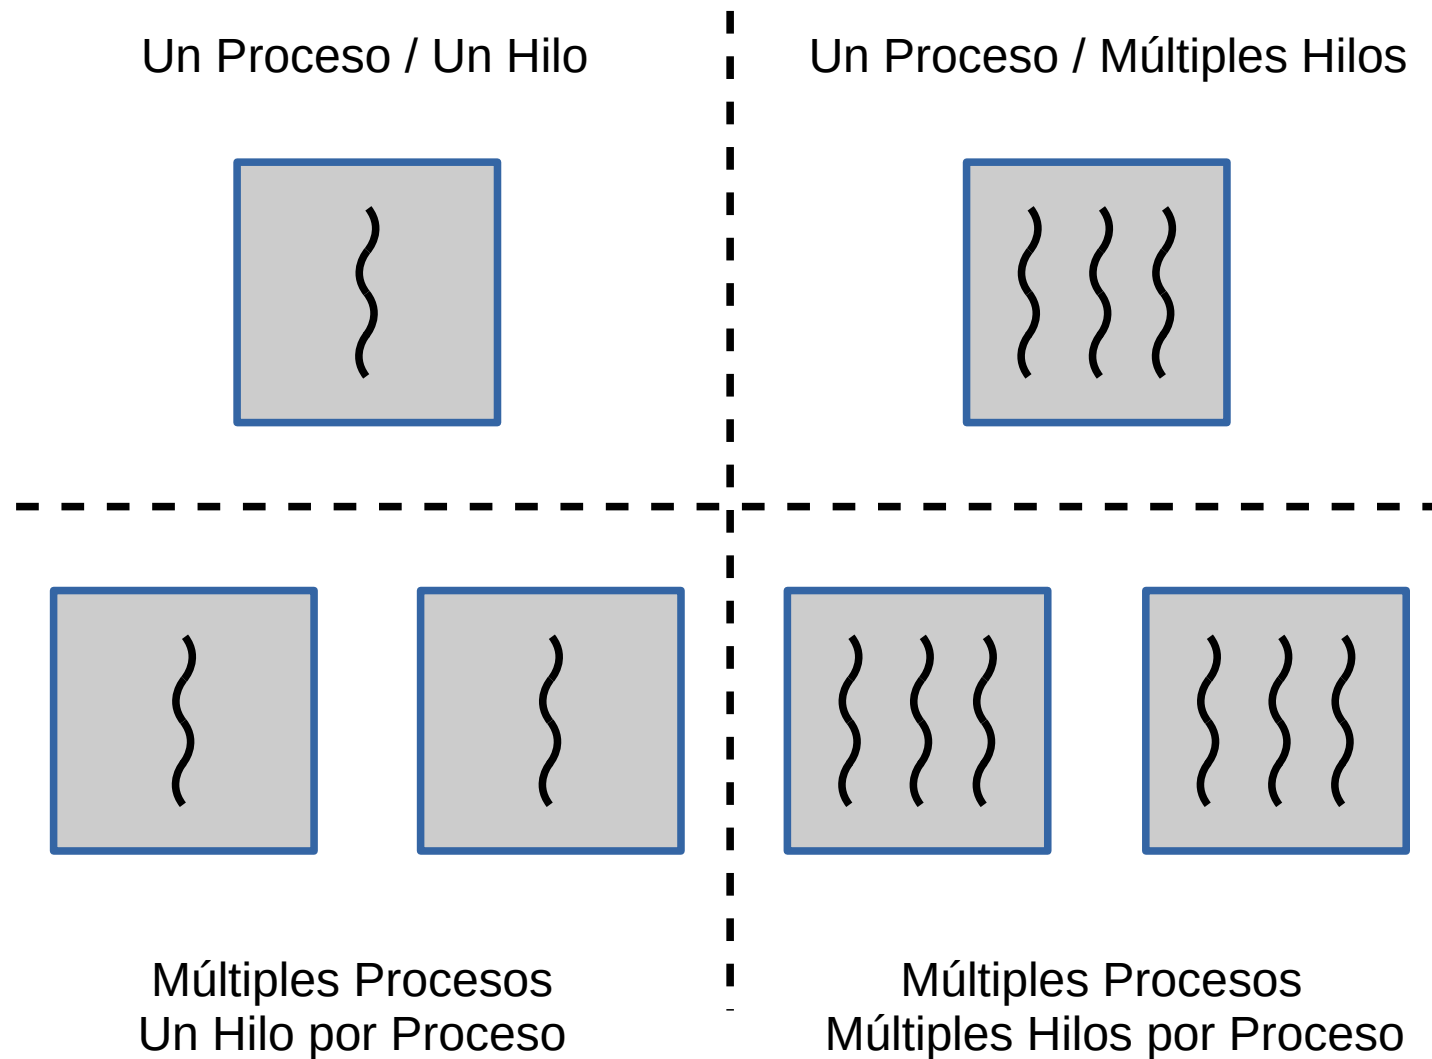 Un Proceso / Un Hilo
Un Proceso / Múltiples Hilos
Múltiples Procesos
Un Hilo por Proceso
Múltiples Procesos
Múltiples Hilos por Proceso